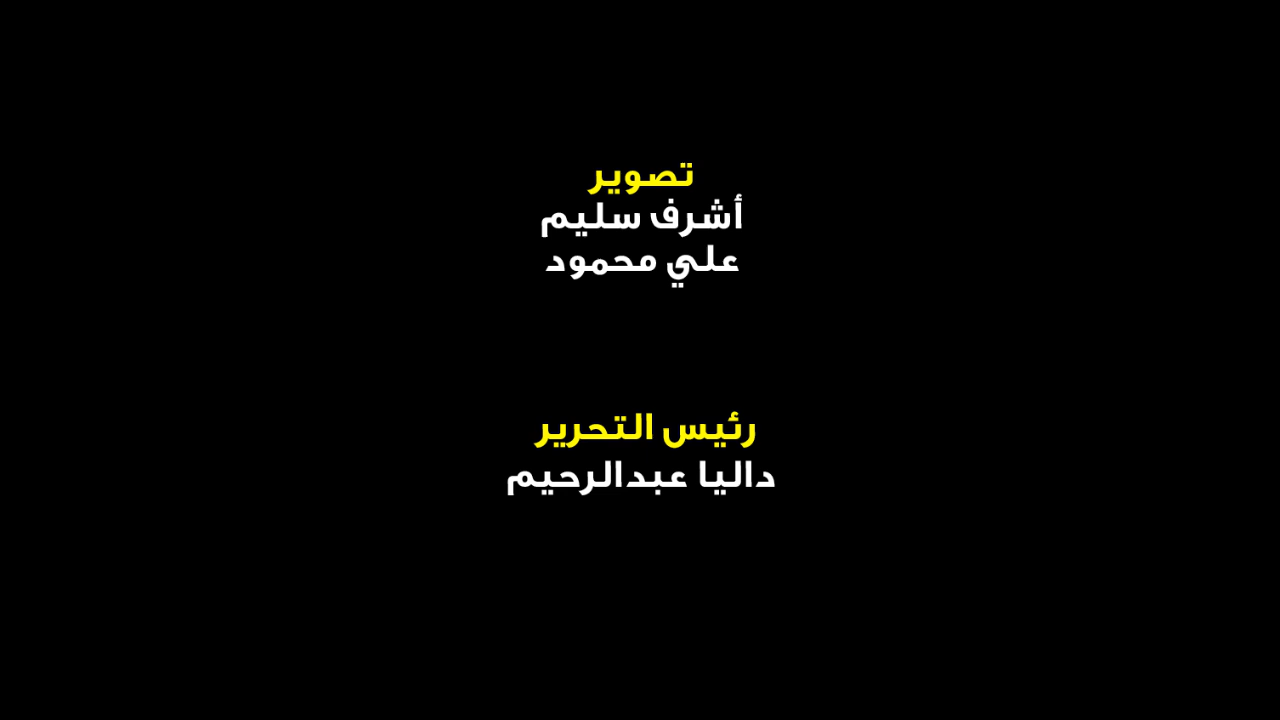 تصوير
أشرف سليم
علي محمود
رئيس التحرير
داليا عبدالرحيم